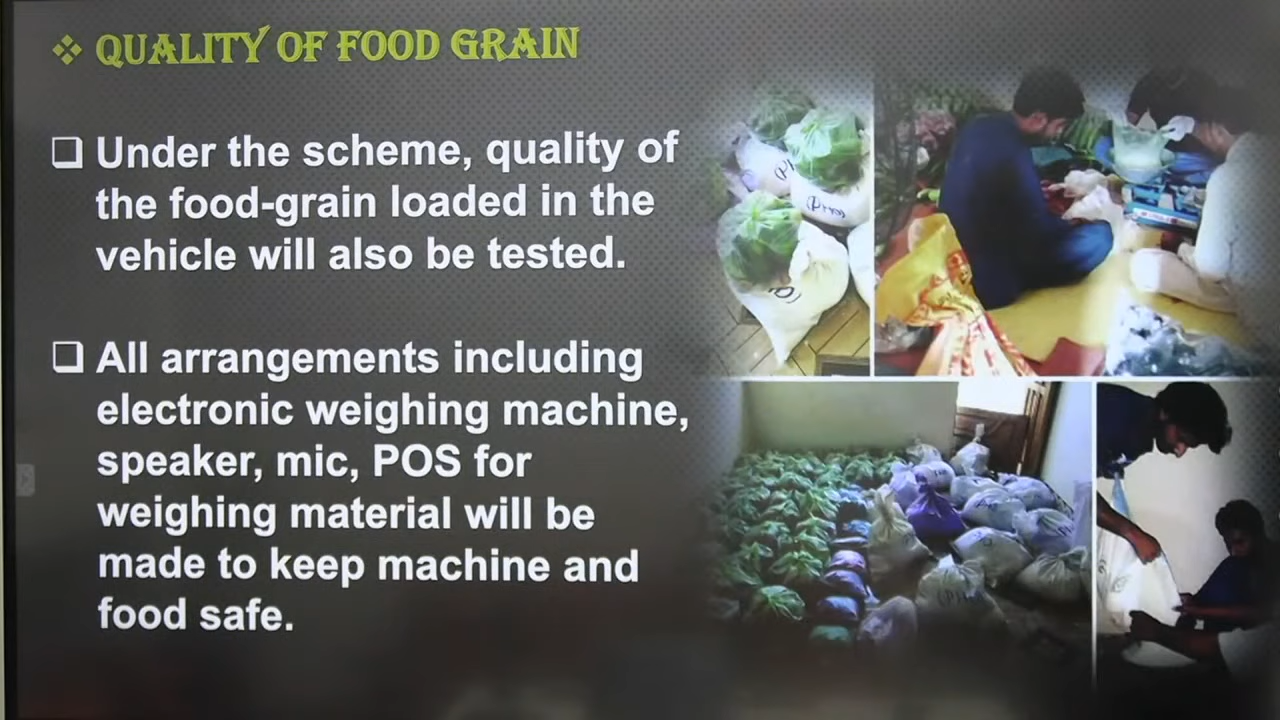 ❖ QUALITY OF FOOD GRAIN
❑ Under the scheme, quality of
the food-grain loaded in the
vehicle will also be tested.
❑ All arrangements including
electronic weighing machine,
speaker, mic, POS for
weighing material will be
made to keep machine and
food safe.
(PHH)